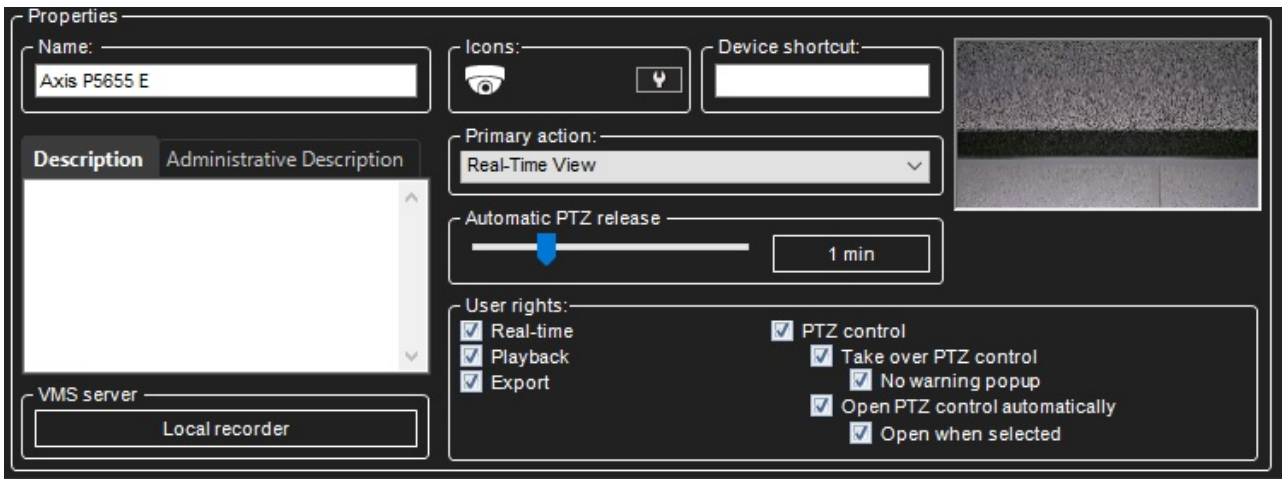 Properties
Name:
Axis P5655 E
Icons:
Device shortcut:
Description
Administrative Description
Primary action:
Real-Time View
Automatic PTZ release
1 min
VMS server
Local recorder
User rights:
Real-time
Playback
Export
PTZ control
Take over PTZ control
No warning popup
Open PTZ control automatically
Open when selected